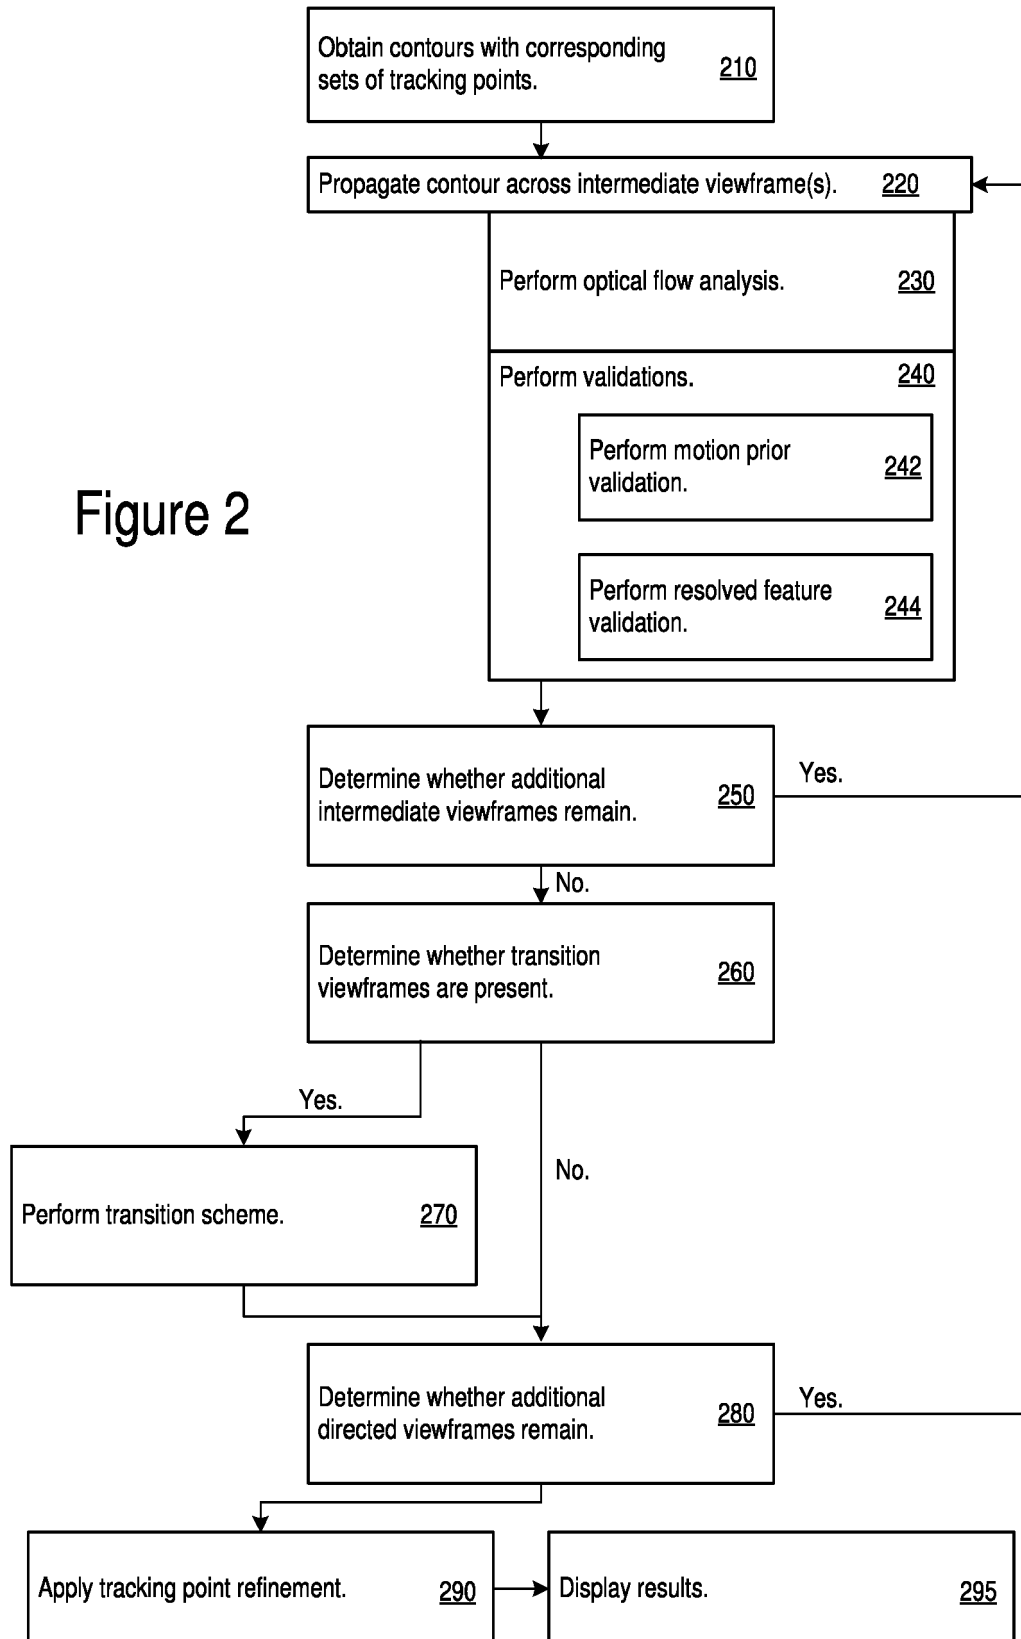 Obtain contours with corresponding
sets of tracking points. 210
Propagate contour across intermediate viewframe(s). 220
Perform optical flow analysis. 230
Perform validations. 240
Perform motion prior
validation. 242
Figure 2
Perform resolved feature
validation. 244
Determine whether additional
intermediate viewframes remain. 250
Yes.
No.
Determine whether transition
viewframes are present. 260
Yes.
No.
Perform transition scheme. 270
Determine whether additional
directed viewframes remain. 280
Yes.
Apply tracking point refinement. 290
Display results. 295